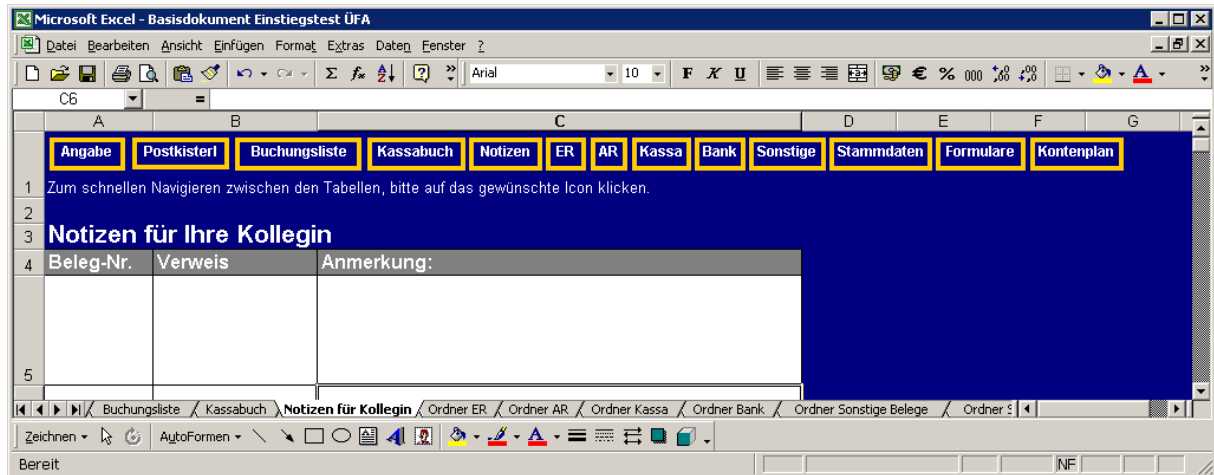 Microsoft Excel - Basisdokument Einstiegstest ÜFA
Datei Bearbeiten Ansicht Einfügen Format Extras Daten Fenster ?
Arial 10 F K U € % 000
C6 =
A B C D E F G
Angabe Postkisterl Buchungsliste Kassabuch Notizen ER AR Kassa Bank Sonstige Stammdaten Formulare Kontenplan
1 Zum schnellen Navigieren zwischen den Tabellen, bitte auf das gewünschte Icon klicken.
2
3 Notizen für Ihre Kollegin
4 Beleg-Nr. Verweis Anmerkung:
5
Buchungsliste Kassabuch Notizen für Kollegin Ordner ER Ordner AR Ordner Kassa Ordner Bank Ordner Sonstige Belege Ordner
Zeichnen AutoFormen
Bereit NF